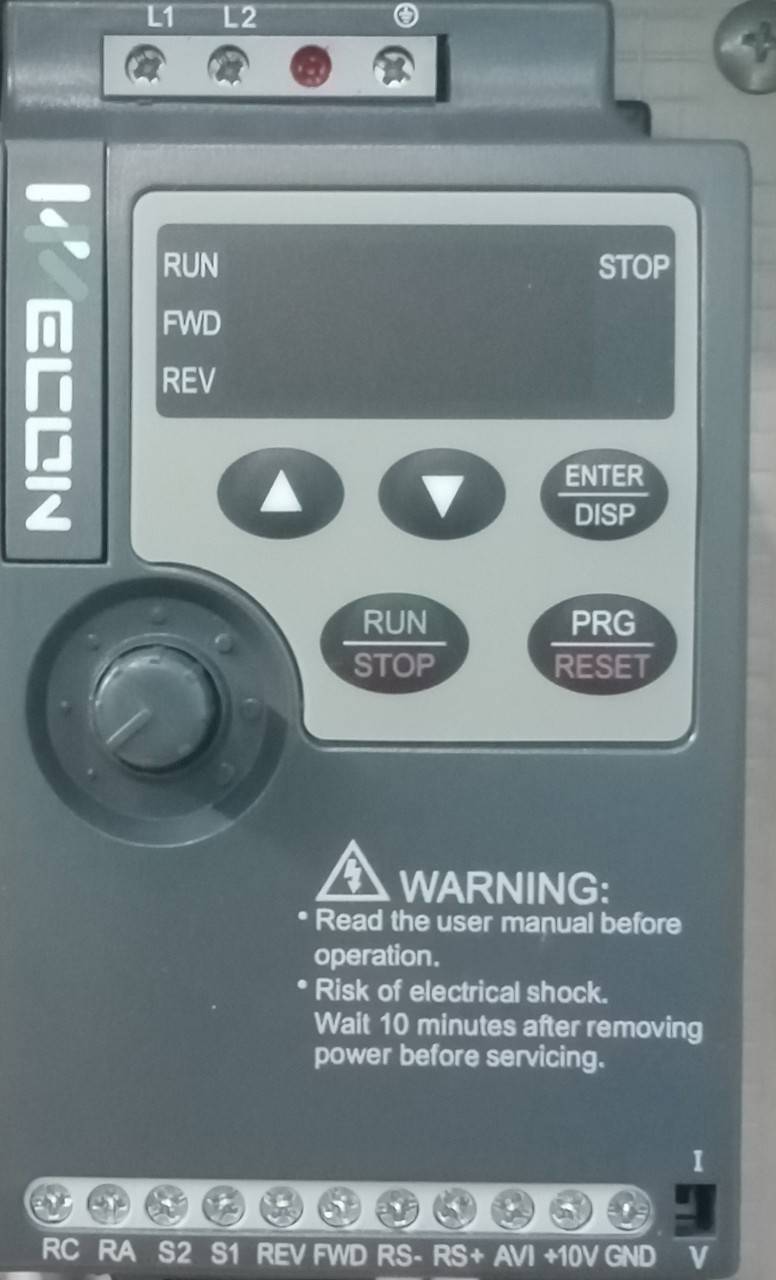 L1 L2
WECON
RUN STOP
FWD
REV
ENTER
DISP
RUN
STOP
PRG
RESET
WARNING:
• Read the user manual before
operation.
• Risk of electrical shock.
Wait 10 minutes after removing
power before servicing.
I
RC RA S2 S1 REV FWD RS- RS+ AVI +10V GND V